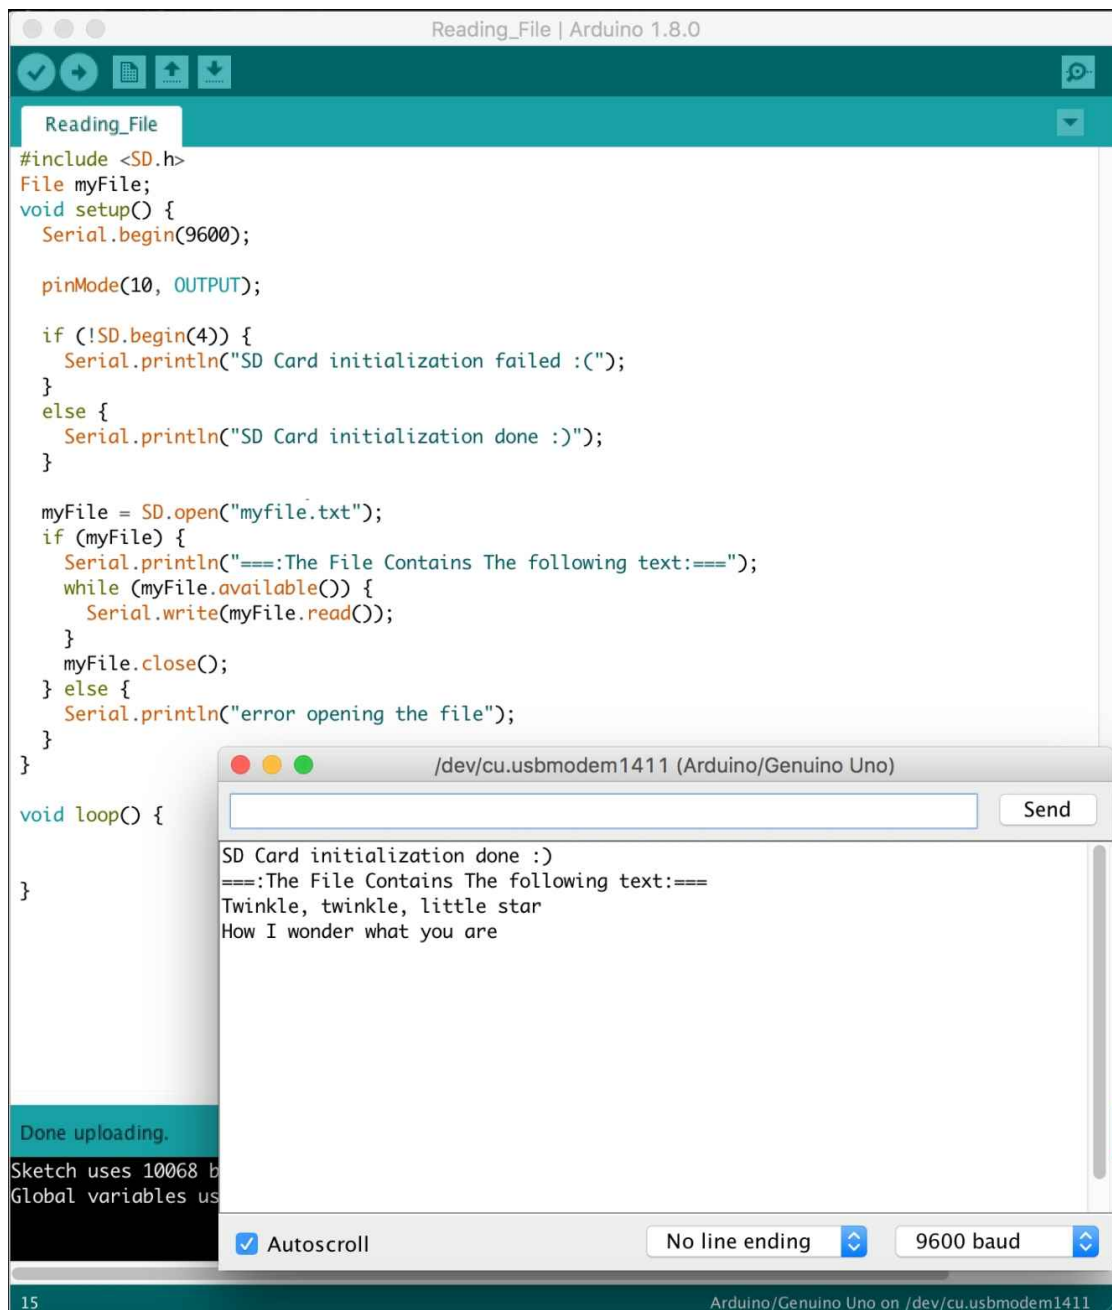 Reading_File | Arduino 1.8.0
Reading_File
#include <SD.h>
File myFile;
void setup() {
  Serial.begin(9600);
  pinMode(10, OUTPUT);
  if (!SD.begin(4)) {
    Serial.println("SD Card initialization failed :(");
  }
  else {
    Serial.println("SD Card initialization done :)");
  }
  myFile = SD.open("myfile.txt");
  if (myFile) {
    Serial.println("===:The File Contains The following text:===");
    while (myFile.available()) {
      Serial.write(myFile.read());
    }
    myFile.close();
  } else {
    Serial.println("error opening the file");
  }
}
void loop() {
}
/dev/cu.usbmodem1411 (Arduino/Genuino Uno)
Send
SD Card initialization done :)
===:The File Contains The following text:===
Twinkle, twinkle, little star
How I wonder what you are
Done uploading.
Sketch uses 10068 b
Global variables us
Autoscroll
No line ending
9600 baud
15
Arduino/Genuino Uno on /dev/cu.usbmodem1411